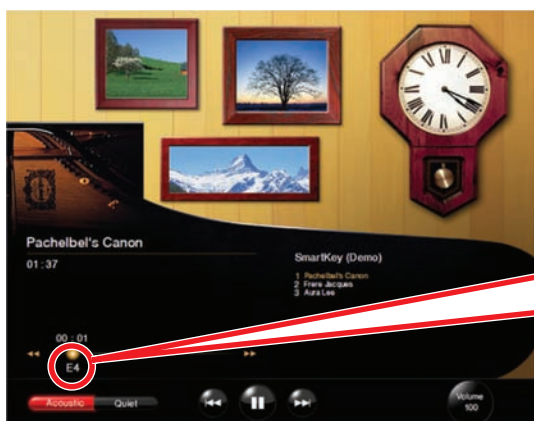 Pachelbel's Canon
01:37
SmartKey (Demo)
1 Pachelbel's Canon
2 Frere Jacques
3 Aura Lee
00:01
E4
Acoustic Quiet
Volume
100